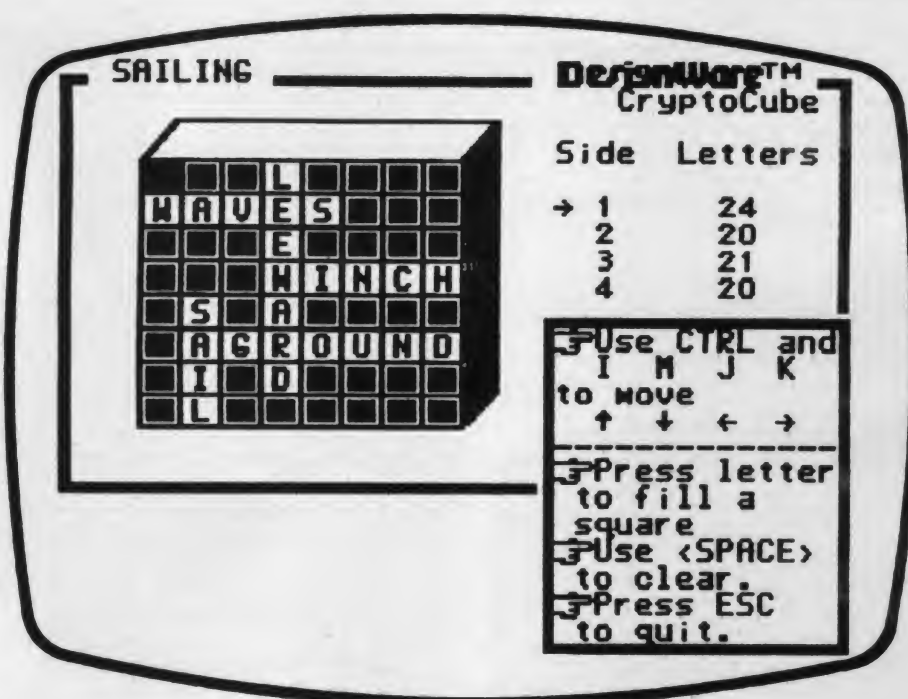 SAILING
DesignWare™
CryptoCube
L
WAVES
E
WINCH
S A
AGROUND
I D
L
Side Letters
→ 1 24
2 20
3 21
4 20
Use CTRL and
I M J K
to move
↑ ↓ ← →
Press letter
to fill a
square
Use <SPACE>
to clear.
Press ESC
to quit.